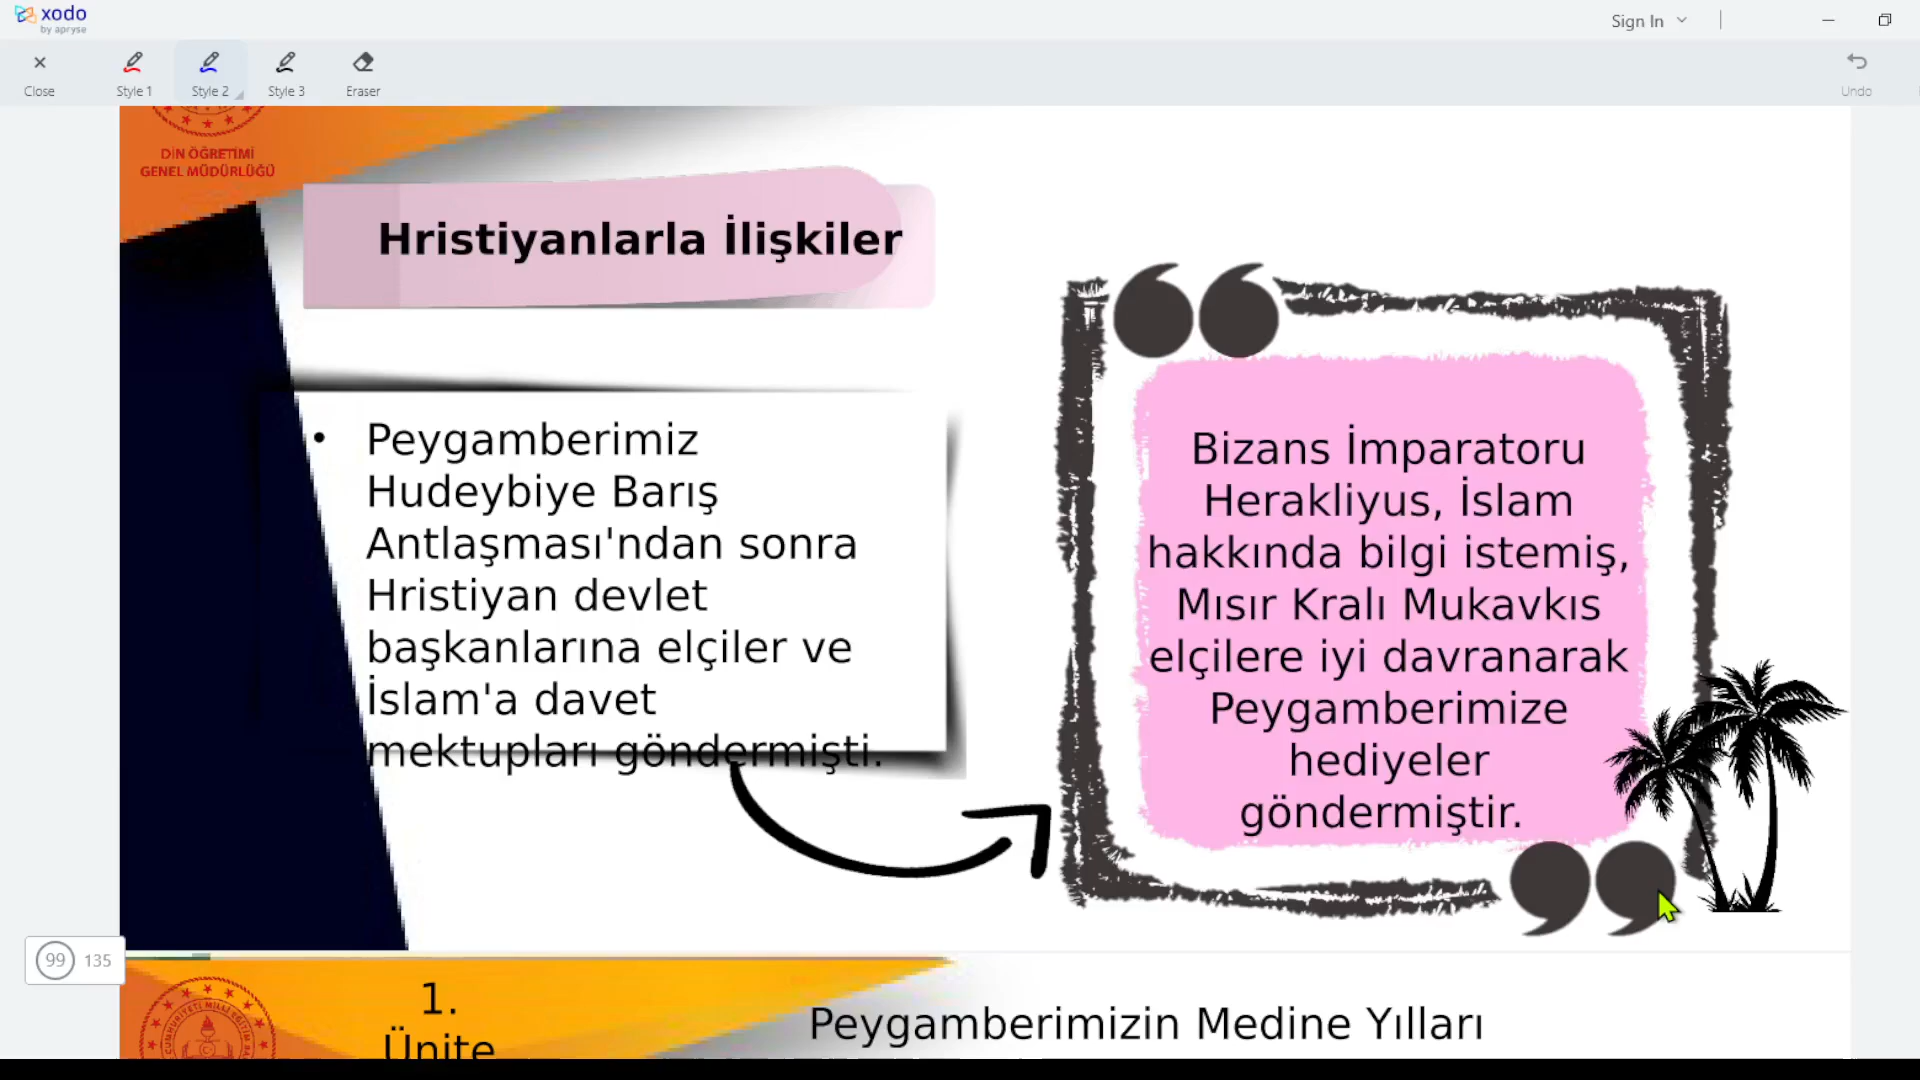 xodo
by apryse
Sign In
Close
Style 1
Style 2
Style 3
Eraser
Undo
DİN ÖĞRETİMİ
GENEL MÜDÜRLÜĞÜ
Hristiyanlarla İlişkiler
• Peygamberimiz
Hudeybiye Barış
Antlaşması'ndan sonra
Hristiyan devlet
başkanlarına elçiler ve
İslam'a davet
mektupları göndermişti.
Bizans İmparatoru
Herakliyus, İslam
hakkında bilgi istemiş,
Mısır Kralı Mukavkıs
elçilere iyi davranarak
Peygamberimize
hediyeler
göndermiştir.
99 135
1.
Ünite
Peygamberimizin Medine Yılları